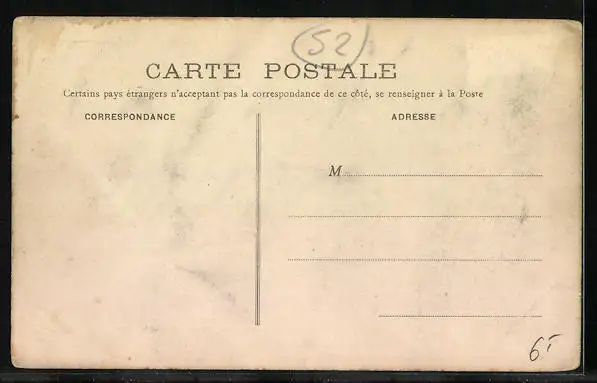 52
CARTE POSTALE
Certains pays étrangers n'acceptant pas la correspondance de ce côté, se renseigner à la Poste
CORRESPONDANCE
ADRESSE
M